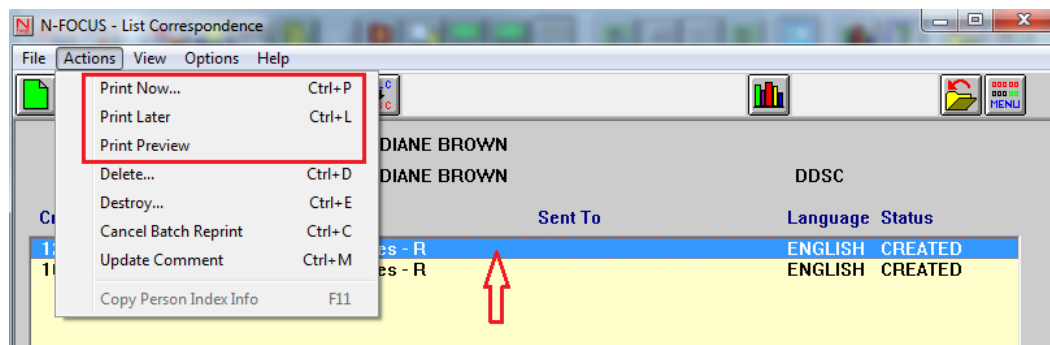 N-FOCUS - List Correspondence
File Actions View Options Help
MENU
Print Now... Ctrl+P
Print Later Ctrl+L
Print Preview
Delete... Ctrl+D
Destroy... Ctrl+E
Cancel Batch Reprint Ctrl+C
Update Comment Ctrl+M
Copy Person Index Info F11
DIANE BROWN
DIANE BROWN DDSC
Sent To Language Status
- R ENGLISH CREATED
- R ENGLISH CREATED